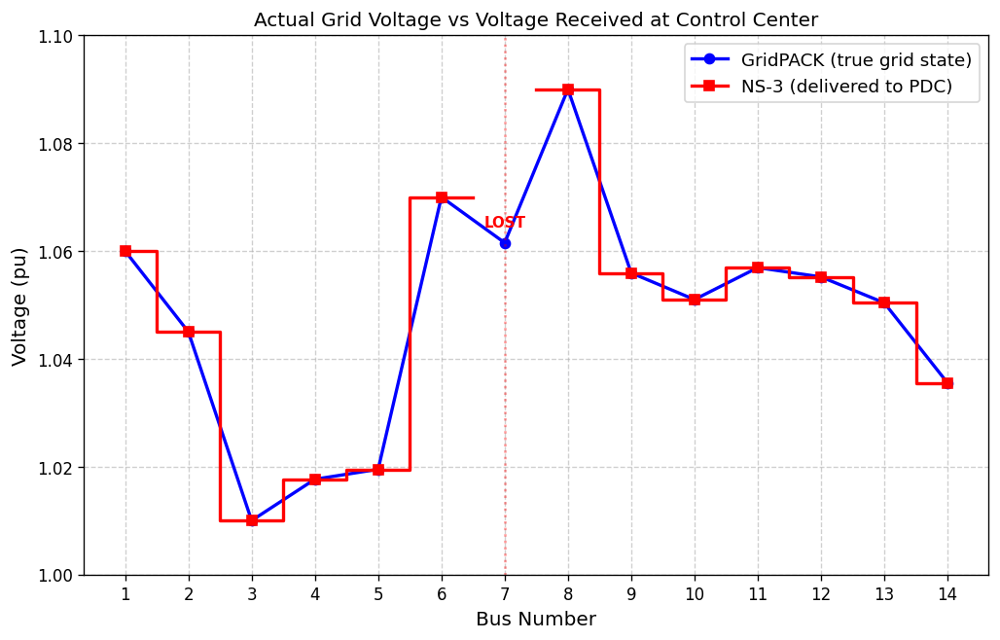 Actual Grid Voltage vs Voltage Received at Control Center
GridPACK (true grid state)
NS-3 (delivered to PDC)
Voltage (pu)
1.10
1.08
1.06
1.04
1.02
1.00
LOST
1 2 3 4 5 6 7 8 9 10 11 12 13 14
Bus Number